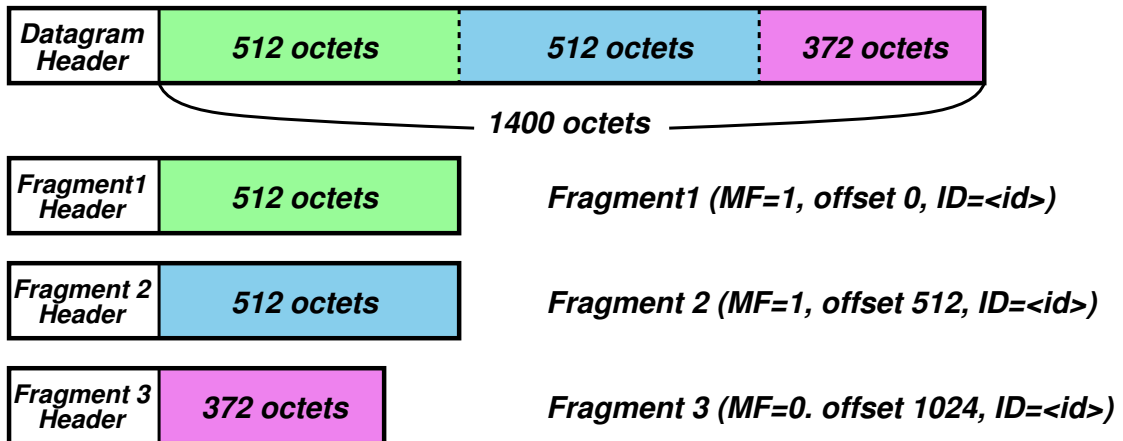 Datagram
Header
512 octets
512 octets
372 octets
1400 octets
Fragment1
Header
512 octets
Fragment1 (MF=1, offset 0, ID=<id>)
Fragment 2
Header
512 octets
Fragment 2 (MF=1, offset 512, ID=<id>)
Fragment 3
Header
372 octets
Fragment 3 (MF=0. offset 1024, ID=<id>)